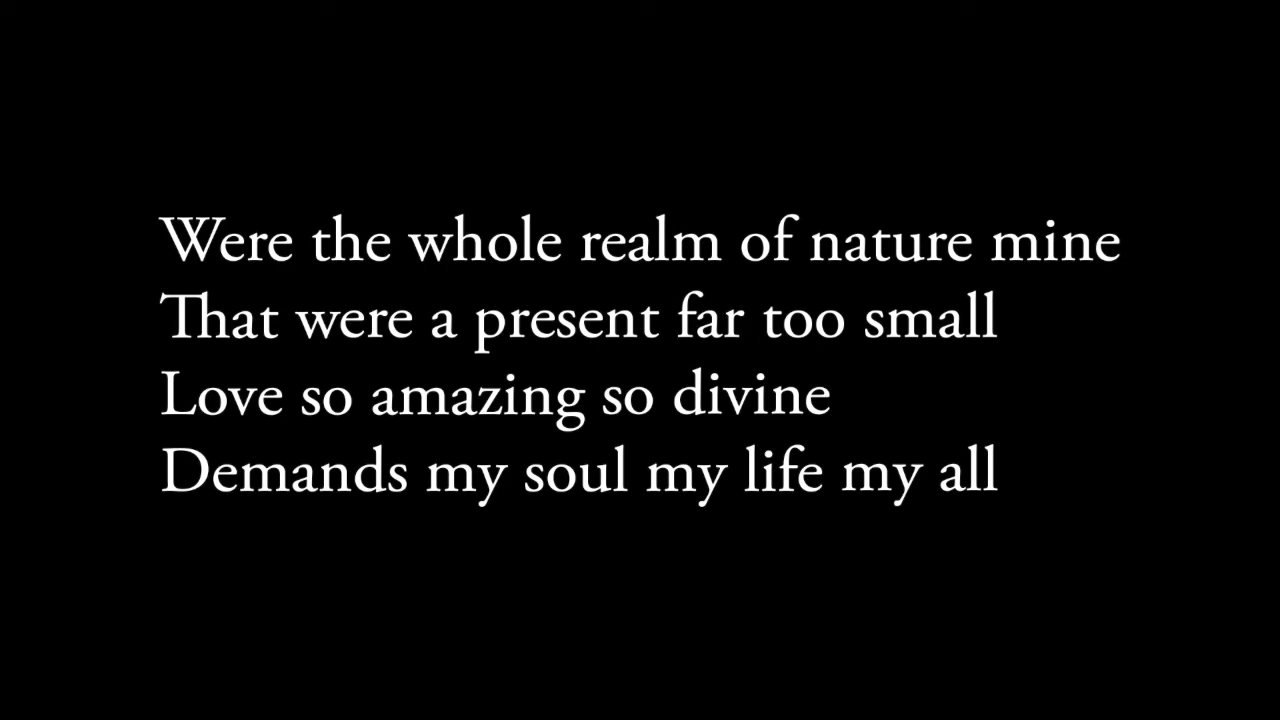 Were the whole realm of nature mine
That were a present far too small
Love so amazing so divine
Demands my soul my life my all